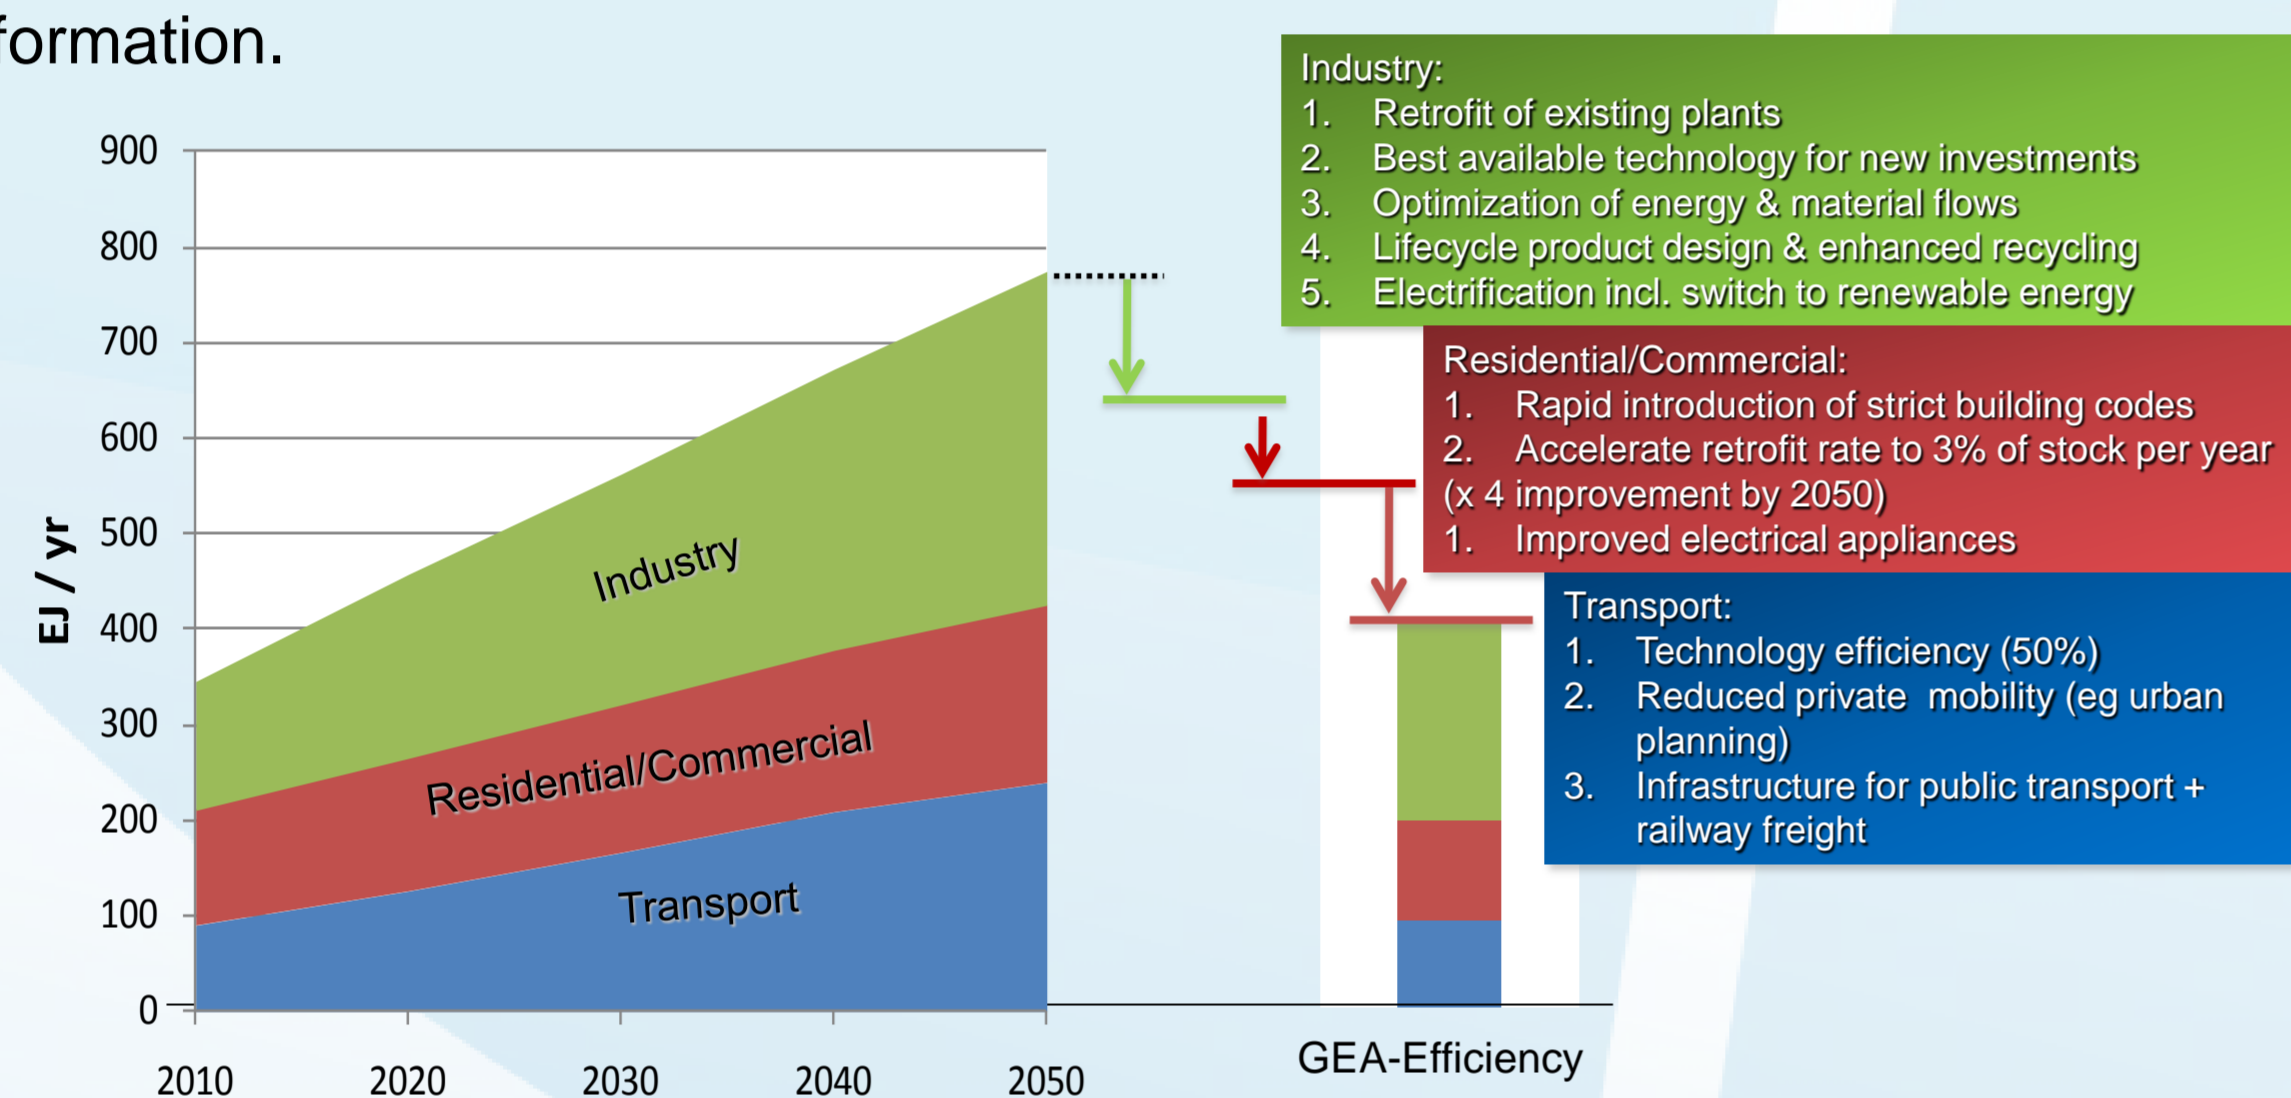 formation.
900
800
700
600
500
400
300
200
100
0
EJ / yr
2010
2020
2030
2040
2050
Industry
Residential/Commercial
Transport
GEA-Efficiency
Industry:
1. Retrofit of existing plants
2. Best available technology for new investments
3. Optimization of energy & material flows
4. Lifecycle product design & enhanced recycling
5. Electrification incl. switch to renewable energy
Residential/Commercial:
1. Rapid introduction of strict building codes
2. Accelerate retrofit rate to 3% of stock per year
(x 4 improvement by 2050)
1. Improved electrical appliances
Transport:
1. Technology efficiency (50%)
2. Reduced private  mobility (eg urban
planning)
3. Infrastructure for public transport +
railway freight